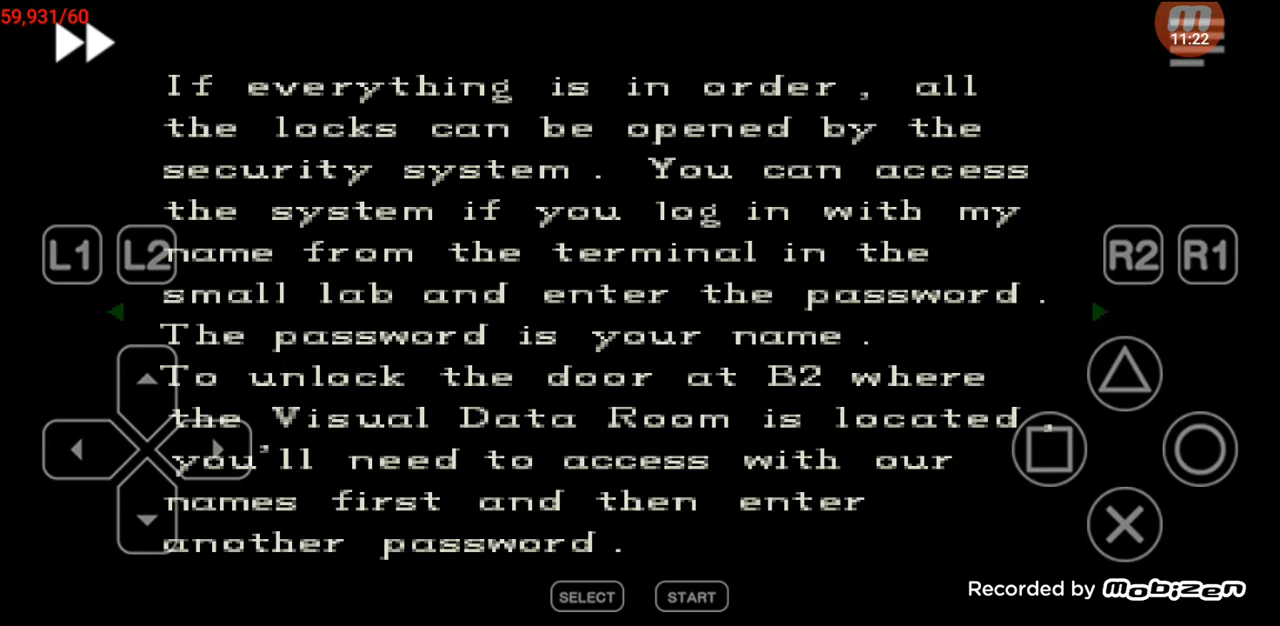 59,931/60
11:22
If everything is in order, all
the locks can be opened by the
security system. You can access
the system if you log in with my
name from the terminal in the
small lab and enter the password.
The password is your name.
To unlock the door at B2 where
the Visual Data Room is located,
you'll need to access with our
names first and then enter
another password.
L1 L2
R2 R1
SELECT START
Recorded by mobizen